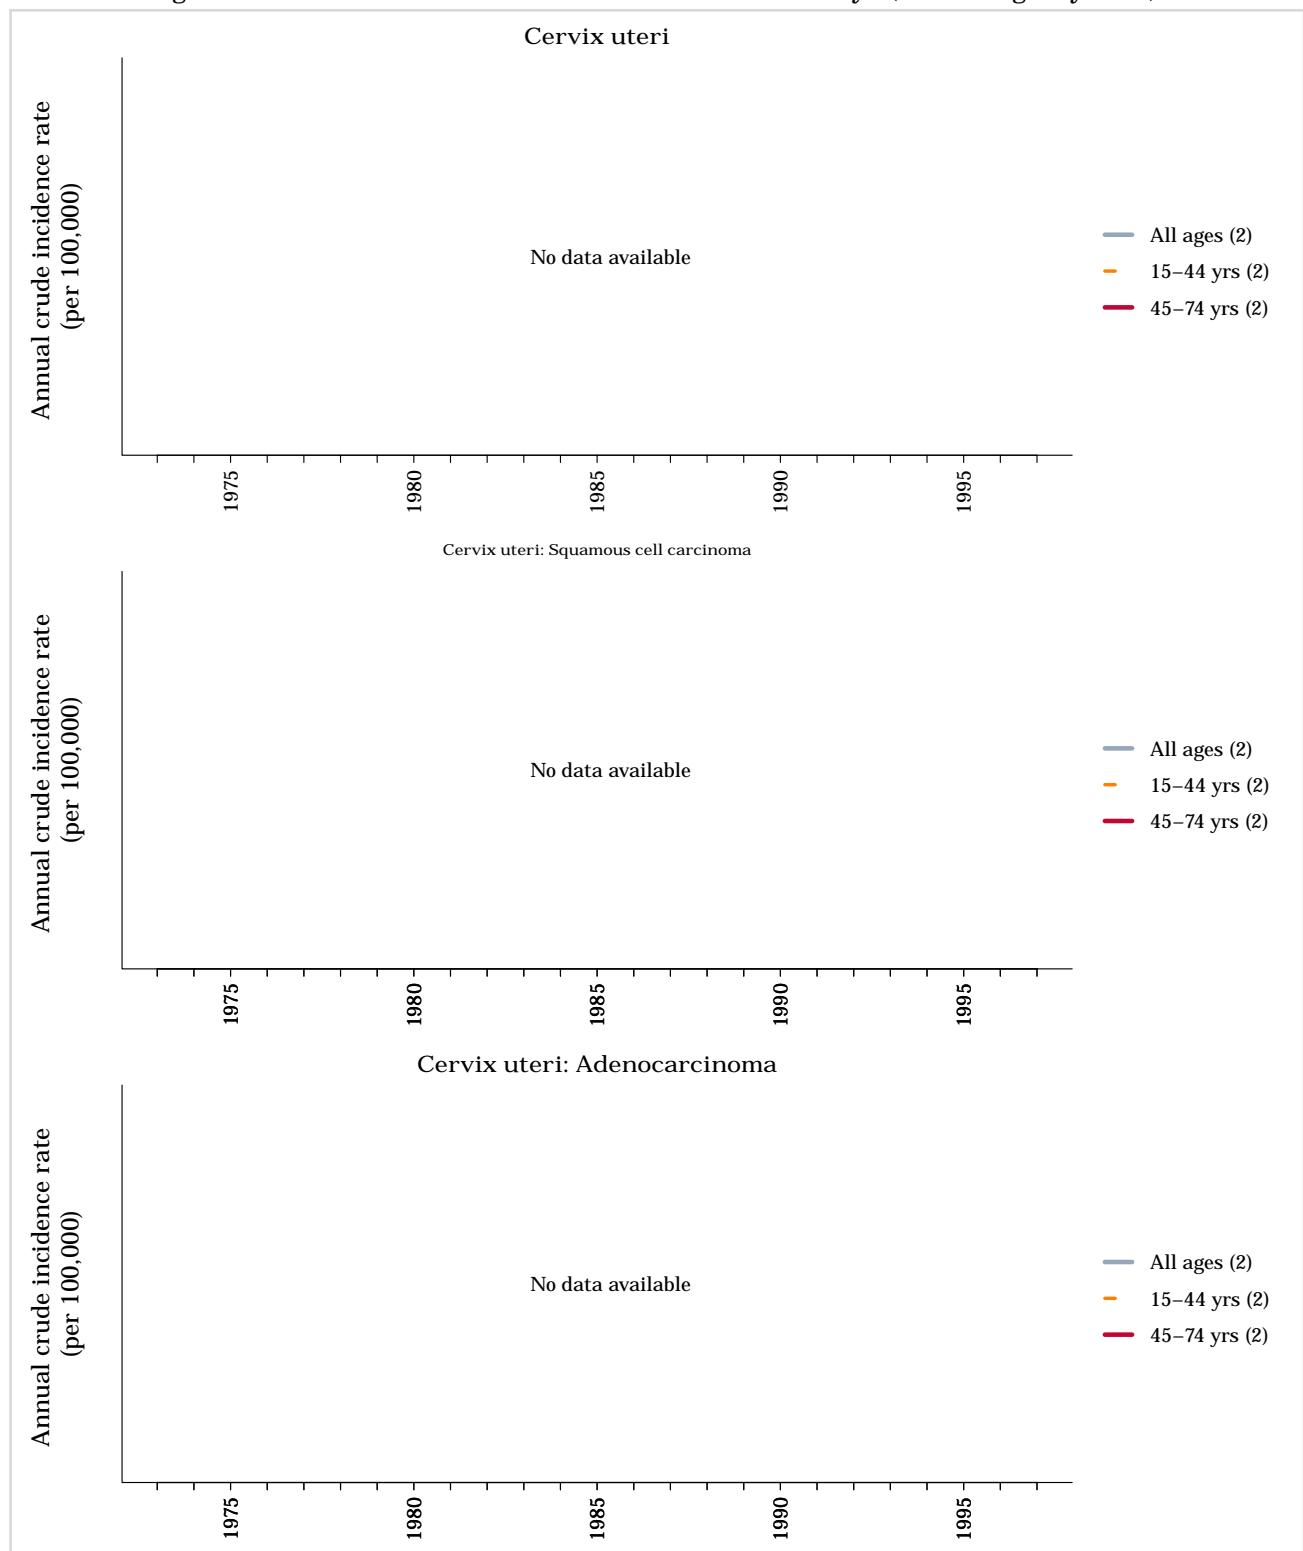 Cervix uteri
Annual crude incidence rate
(per 100,000)
No data available
All ages (2)
15–44 yrs (2)
45–74 yrs (2)
1975
1980
1985
1990
1995
Cervix uteri: Squamous cell carcinoma
Annual crude incidence rate
(per 100,000)
No data available
All ages (2)
15–44 yrs (2)
45–74 yrs (2)
1975
1980
1985
1990
1995
Cervix uteri: Adenocarcinoma
Annual crude incidence rate
(per 100,000)
No data available
All ages (2)
15–44 yrs (2)
45–74 yrs (2)
1975
1980
1985
1990
1995